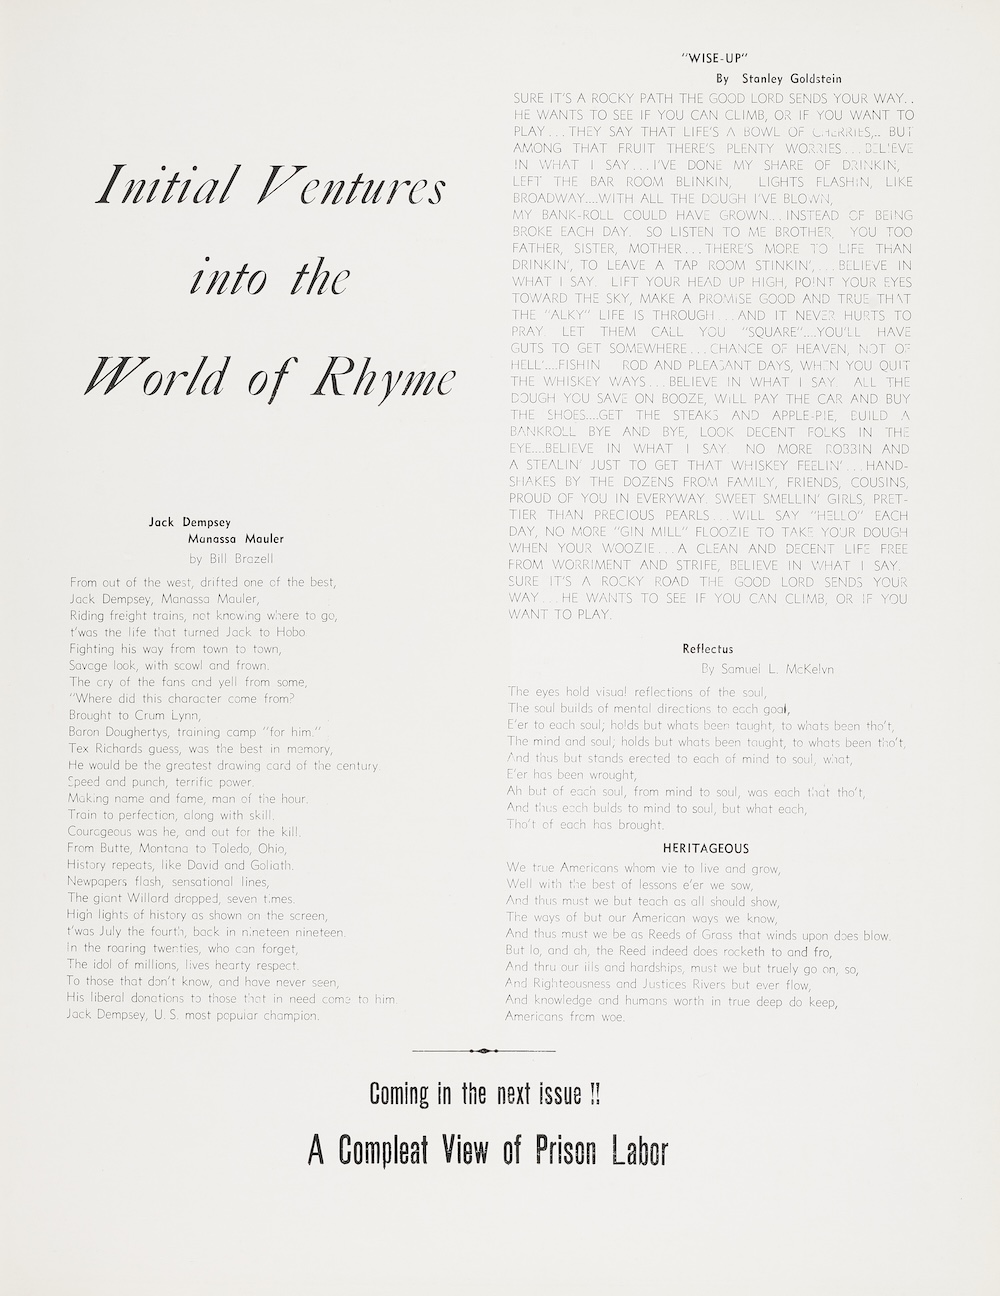 Initial Ventures
into the
World of Rhyme
Jack Dempsey
Manassa Mauler
by Bill Brazell
From out of the west, drifted one of the best,
Jack Dempsey, Manassa Mauler,
Riding freight trains, not knowing where to go,
t'was the life that turned Jack to Hobo
Fighting his way from town to town,
Savage look, with scowl and frown.
The cry of the fans and yell from some,
"Where did this character come from?
Brought to Crum Lynn,
Baron Doughertys, training camp "for him."
Tex Richards guess, was the best in memory,
He would be the greatest drawing card of the century
Speed and punch, terrific power.
Making name and fame, man of the hour.
Train to perfection, along with skill.
Courageous was he, and out for the kill.
From Butte, Montana to Toledo, Ohio,
History repeats, like David and Goliath.
Newpapers flash, sensational lines,
The giant Willard dropped, seven times.
High lights of history as shown on the screen,
t'was July the fourth, back in nineteen nineteen.
In the roaring twenties, who can forget,
The idol of millions, lives hearty respect.
To those that don't know, and have never seen,
His liberal donations to those that in need come to him.
Jack Dempsey, U. S. most popular champion.
"WISE-UP"
By Stanley Goldstein
SURE IT'S A ROCKY PATH THE GOOD LORD SENDS YOUR WAY..
HE WANTS TO SEE IF YOU CAN CLIMB, OR IF YOU WANT TO
PLAY... THEY SAY THAT LIFE'S A BOWL OF CHERRIES,.. BUT
AMONG THAT FRUIT THERE'S PLENTY WORRIES...BELIEVE
IN WHAT I SAY... I'VE DONE MY SHARE OF DRINKIN,
LEFT THE BAR ROOM BLINKIN, LIGHTS FLASHIN, LIKE
BROADWAY....WITH ALL THE DOUGH I'VE BLOWN,
MY BANK-ROLL COULD HAVE GROWN... INSTEAD OF BEING
BROKE EACH DAY. SO LISTEN TO ME BROTHER, YOU TOO
FATHER, SISTER, MOTHER... THERE'S MORE TO LIFE THAN
DRINKIN', TO LEAVE A TAP ROOM STINKIN',... BELIEVE IN
WHAT I SAY. LIFT YOUR HEAD UP HIGH, POINT YOUR EYES
TOWARD THE SKY, MAKE A PROMISE GOOD AND TRUE THAT
THE "ALKY" LIFE IS THROUGH...AND IT NEVER HURTS TO
PRAY. LET THEM CALL YOU "SQUARE"....YOU'LL HAVE
GUTS TO GET SOMEWHERE... CHANCE OF HEAVEN, NOT OF
HELL'....FISHIN ROD AND PLEASANT DAYS, WHEN YOU QUIT
THE WHISKEY WAYS... BELIEVE IN WHAT I SAY. ALL THE
DOUGH YOU SAVE ON BOOZE, WILL PAY THE CAR AND BUY
THE SHOES....GET THE STEAKS AND APPLE-PIE, BUILD A
BANKROLL BYE AND BYE, LOOK DECENT FOLKS IN THE
EYE....BELIEVE IN WHAT I SAY. NO MORE ROBBIN AND
A STEALIN' JUST TO GET THAT WHISKEY FEELIN'... HAND-
SHAKES BY THE DOZENS FROM FAMILY, FRIENDS, COUSINS,
PROUD OF YOU IN EVERYWAY. SWEET SMELLIN' GIRLS, PRET-
TIER THAN PRECIOUS PEARLS... WILL SAY "HELLO" EACH
DAY, NO MORE "GIN MILL" FLOOZIE TO TAKE YOUR DOUGH
WHEN YOUR WOOZIE... A CLEAN AND DECENT LIFE FREE
FROM WORRIMENT AND STRIFE, BELIEVE IN WHAT I SAY.
SURE IT'S A ROCKY ROAD THE GOOD LORD SENDS YOUR
WAY... HE WANTS TO SEE IF YOU CAN CLIMB, OR IF YOU
WANT TO PLAY.
Reflectus
By Samuel L. McKelvn
The eyes hold visual reflections of the soul,
The soul builds of mental directions to each goal,
E'er to each soul; holds but whats been taught, to whats been tho't,
The mind and soul; holds but whats been taught, to whats been tho't,
And thus but stands erected to each of mind to soul, what,
E'er has been wrought,
Ah but of each soul, from mind to soul, was each that tho't,
And thus each bulds to mind to soul, but what each,
Tho't of each has brought.
HERITAGEOUS
We true Americans whom vie to live and grow,
Well with the best of lessons e'er we sow,
And thus must we but teach as all should show,
The ways of but our American ways we know,
And thus must we be as Reeds of Grass that winds upon does blow.
But lo, and ah, the Reed indeed does rocketh to and fro,
And thru our ills and hardships, must we but truely go on, so,
And Righteousness and Justices Rivers but ever flow,
And knowledge and humans worth in true deep do keep,
Americans from woe.
Coming in the next issue !!
A Compleat View of Prison Labor